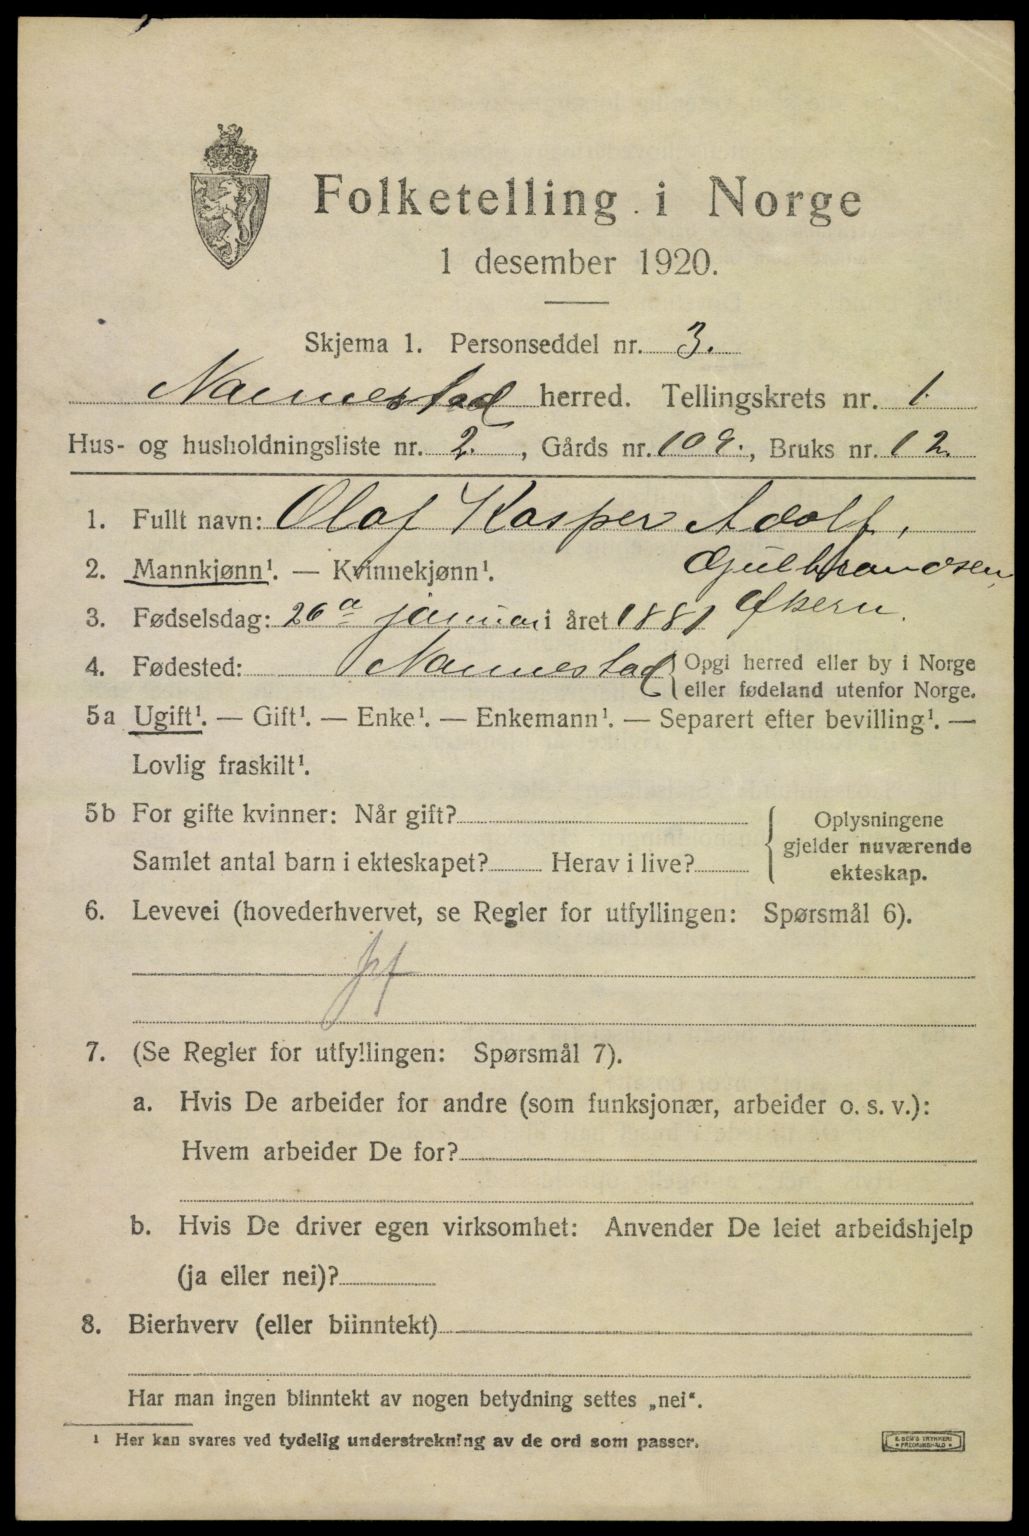 Folketelling i Norge
1 desember 1920.
Skjema 1. Personseddel nr. 3.
Nannestad herred. Tellingskrets nr. 1.
Hus- og husholdningsliste nr. 2. , Gårds nr. 109. , Bruks nr. 12.
1. Fullt navn: Olaf Kasper Adolf,
Gulbrandsen,
2. Mannkjønn¹. — Kvinnekjønn¹.
Økern.
3. Fødselsdag: 26a januar i året 1881
4. Fødested: Nannestad { Opgi herred eller by i Norge
eller fødeland utenfor Norge.
5a Ugift¹. — Gift¹. — Enke¹. — Enkemann¹. — Separert efter bevilling¹. —
Lovlig fraskilt¹.
5b For gifte kvinner: Når gift?
Samlet antal barn i ekteskapet? Herav i live?
Oplysningene
gjelder nuværende
ekteskap.
6. Levevei (hovederhvervet, se Regler for utfyllingen: Spørsmål 6).
7. (Se Regler for utfyllingen: Spørsmål 7).
a. Hvis De arbeider for andre (som funksjonær, arbeider o. s. v.):
Hvem arbeider De for?
b. Hvis De driver egen virksomhet: Anvender De leiet arbeidshjelp
(ja eller nei)?
8. Bierhverv (eller biinntekt)
Har man ingen biinntekt av nogen betydning settes „nei“.
¹ Her kan svares ved tydelig understrekning av de ord som passer.